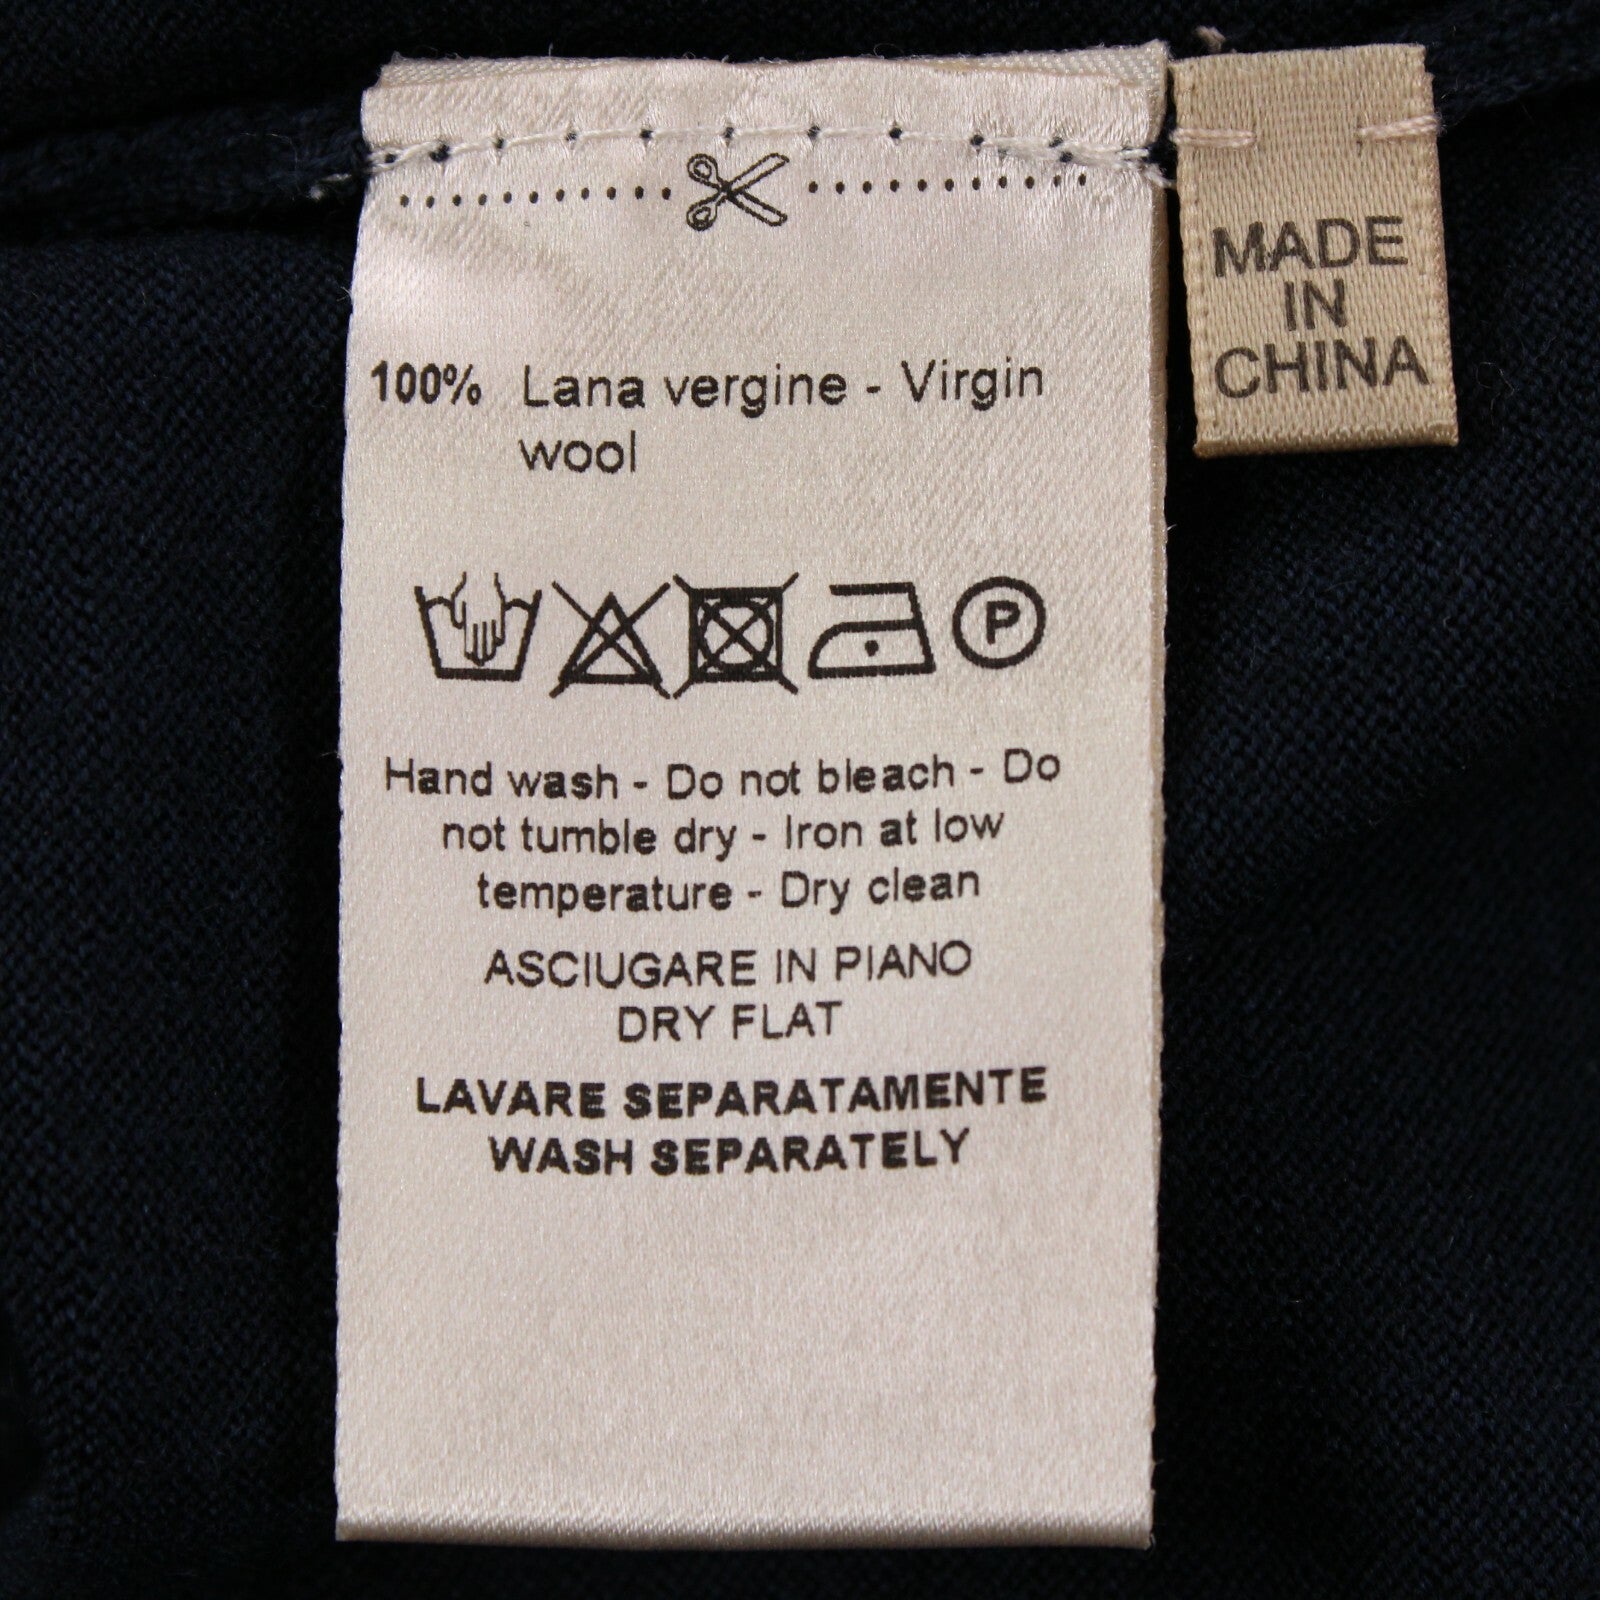 100% Lana vergine - Virgin
wool
P
Hand wash - Do not bleach - Do
not tumble dry - Iron at low
temperature - Dry clean
ASCIUGARE IN PIANO
DRY FLAT
LAVARE SEPARATAMENTE
WASH SEPARATELY
MADE
IN
CHINA